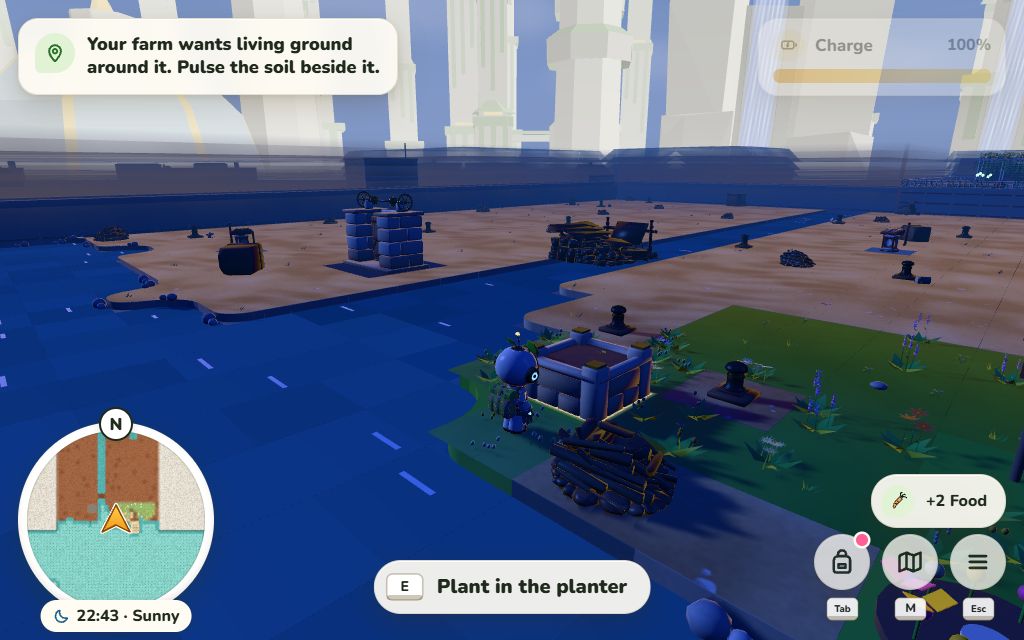 Your farm wants living ground
around it. Pulse the soil beside it.
Charge 100%
N
+2 Food
E Plant in the planter
22:43 · Sunny
Tab M Esc